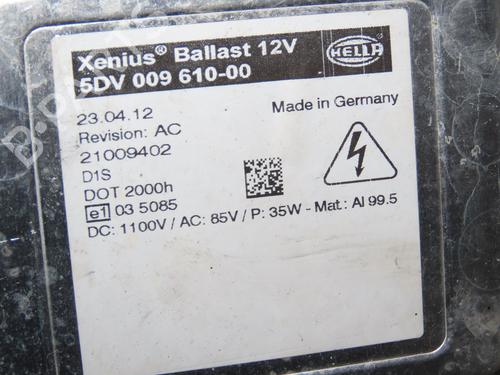 Xenius® Ballast 12V
5DV 009 610-00
HELLA
23.04.12
Made in Germany
Revision: AC
21009402
D1S
DOT 2000h
e1 03 5085
DC: 1100V / AC: 85V / P: 35W - Mat.: Al 99.5